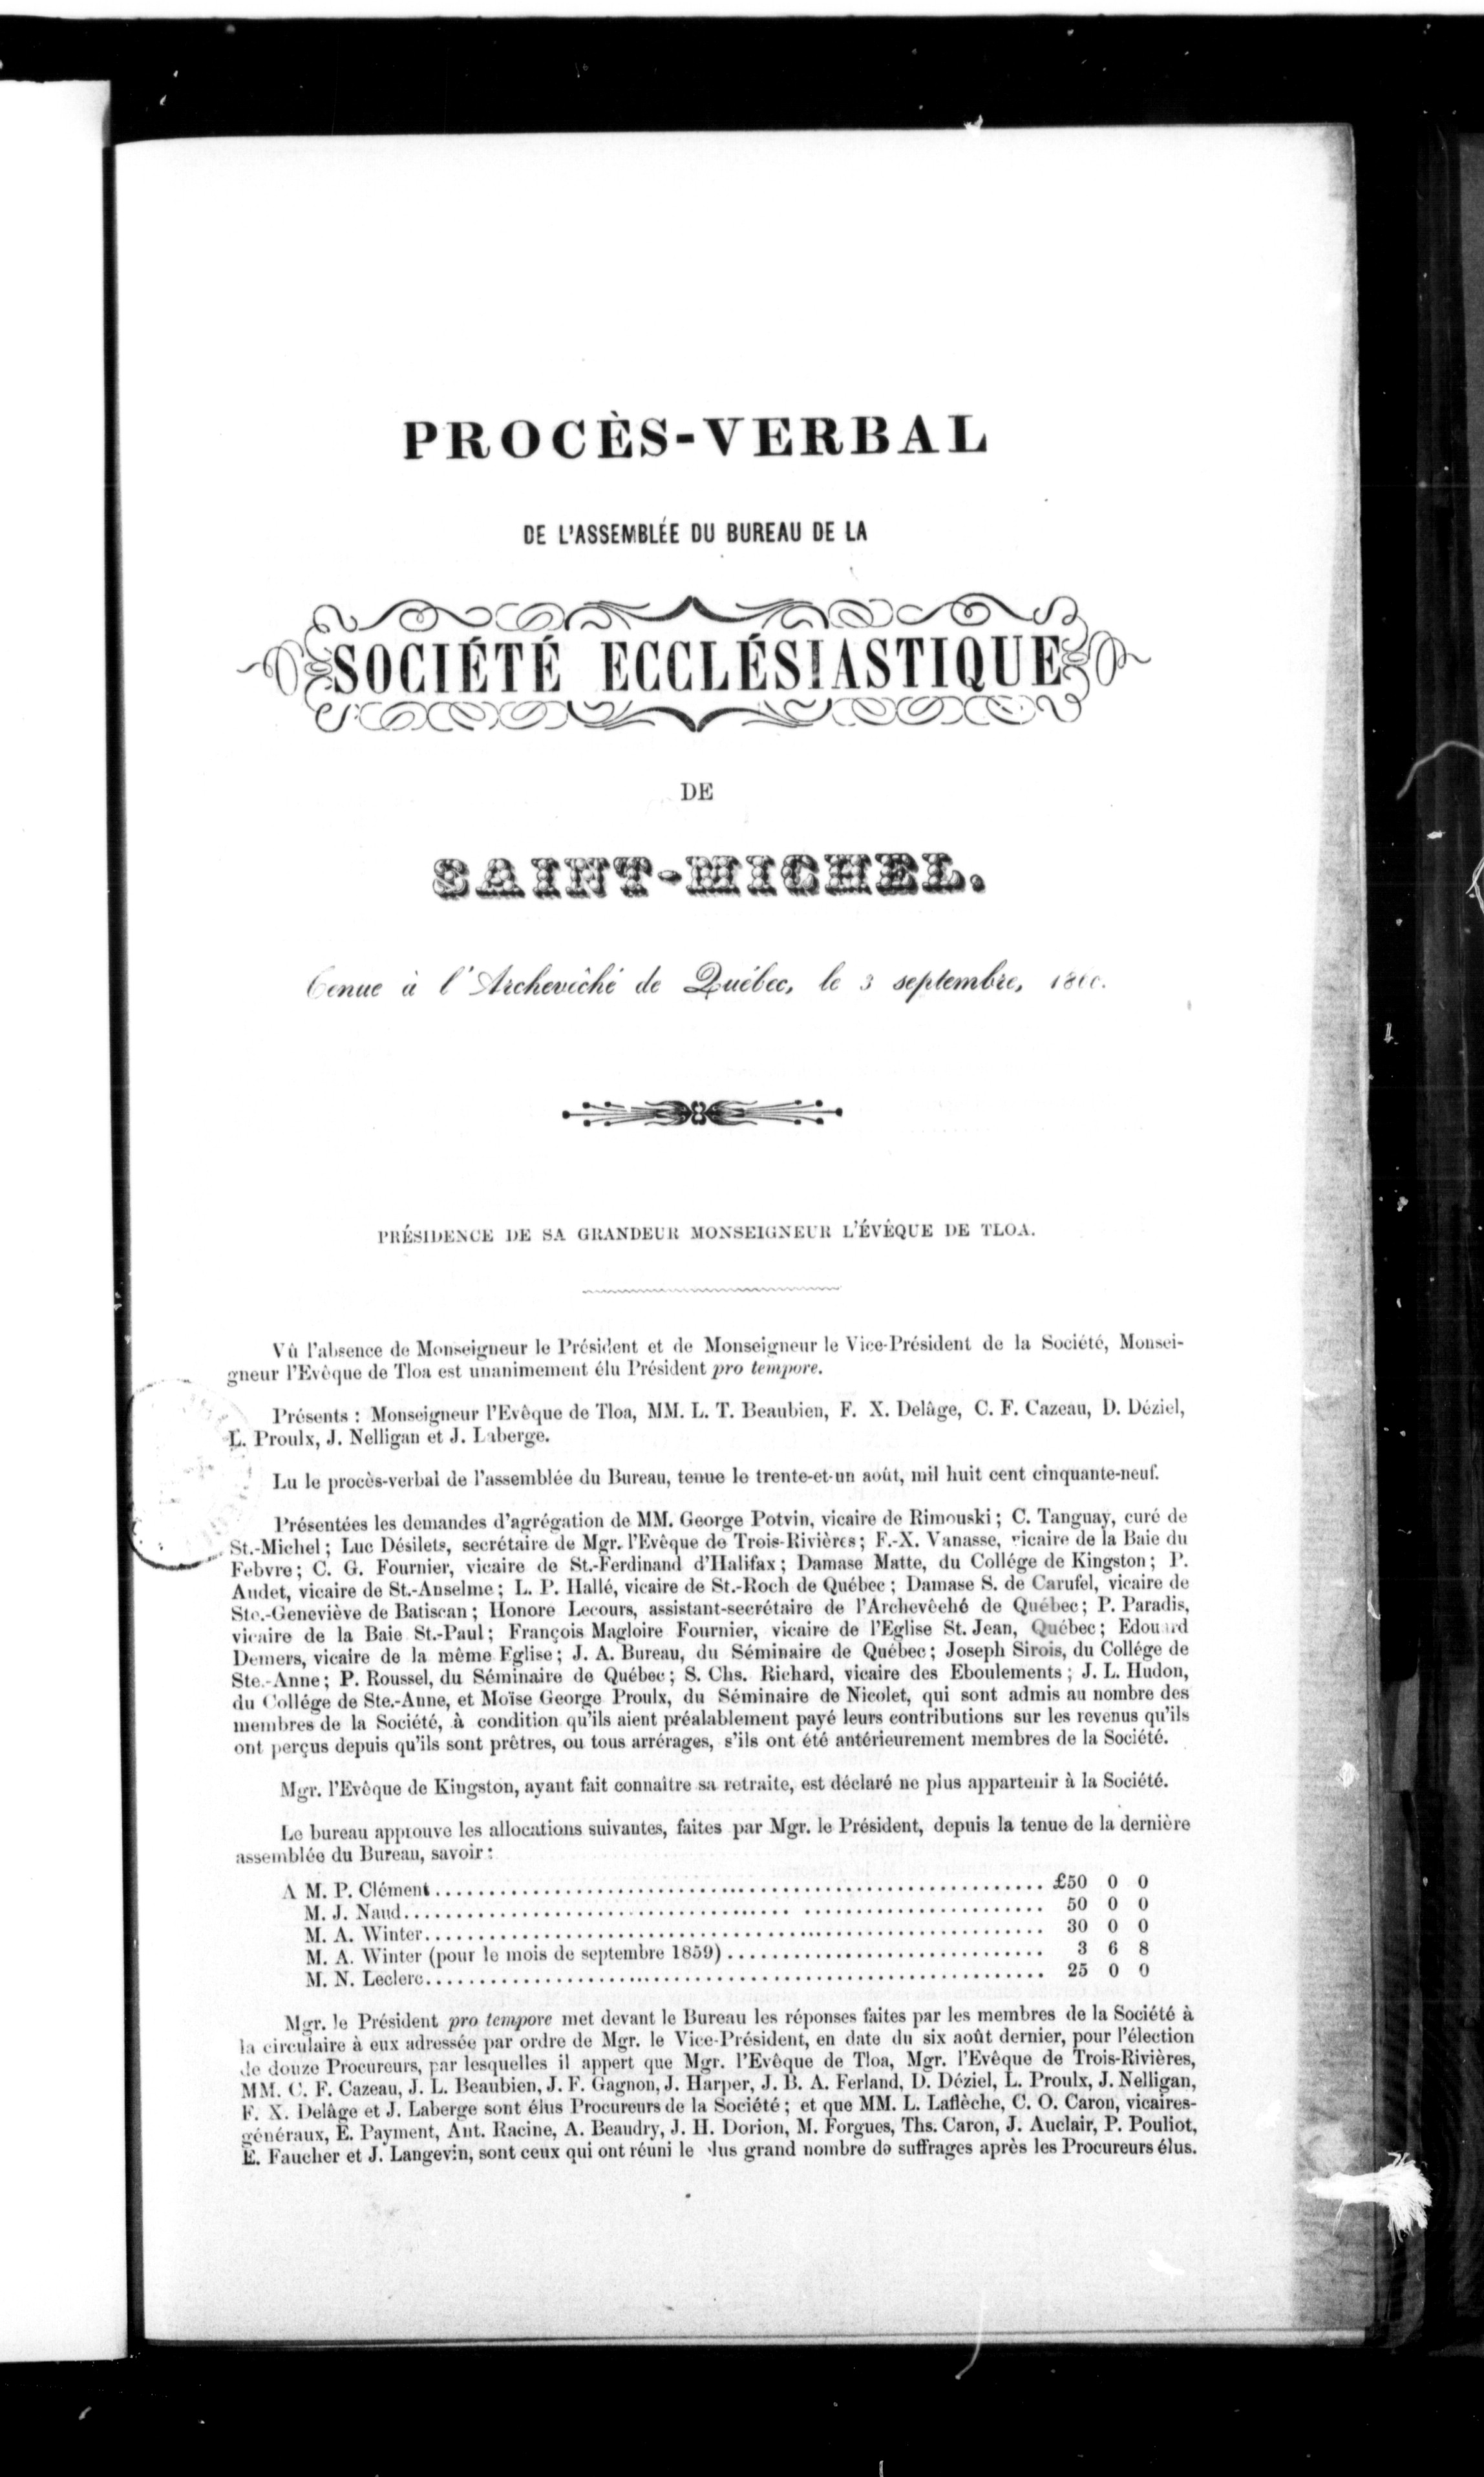 PROCÈS-VERBAL
DE L'ASSEMBLÉE DU BUREAU DE LA
SOCIÉTÉ ECCLÉSIASTIQUE
DE
SAINT-MICHEL.
Tenue à l'Archevêché de Québec, le 3 septembre, 1860.
PRÉSIDENCE DE SA GRANDEUR MONSEIGNEUR L'ÉVÊQUE DE TLOA.
Vû l'absence de Monseigneur le Président et de Monseigneur le Vice-Président de la Société, Monsei-
gneur l'Evêque de Tloa est unanimement élu Président pro tempore.
Présents : Monseigneur l'Evêque de Tloa, MM. L. T. Beaubien, F. X. Delâge, C. F. Cazeau, D. Déziel,
L. Proulx, J. Nelligan et J. Laberge.
Lu le procès-verbal de l'assemblée du Bureau, tenue le trente-et-un août, mil huit cent cinquante-neuf.
Présentées les demandes d'agrégation de MM. George Potvin, vicaire de Rimouski ; C. Tanguay, curé de
St.-Michel ; Luc Désilets, secrétaire de Mgr. l'Evêque de Trois-Rivières ; F.-X. Vanasse, vicaire de la Baie du
Febvre ; C. G. Fournier, vicaire de St.-Ferdinand d'Halifax ; Damase Matte, du Collége de Kingston ; P.
Audet, vicaire de St.-Anselme ; L. P. Hallé, vicaire de St.-Roch de Québec ; Damase S. de Carufel, vicaire de
Ste.-Geneviève de Batiscan ; Honore Lecours, assistant-secrétaire de l'Archevêché de Québec ; P. Paradis,
vicaire de la Baie St.-Paul ; François Magloire Fournier, vicaire de l'Eglise St. Jean, Québec ; Edouard
Demers, vicaire de la même Eglise ; J. A. Bureau, du Séminaire de Québec ; Joseph Sirois, du Collége de
Ste.-Anne ; P. Roussel, du Séminaire de Québec ; S. Chs. Richard, vicaire des Eboulements ; J. L. Hudon,
du Collége de Ste.-Anne, et Moïse George Proulx, du Séminaire de Nicolet, qui sont admis au nombre des
membres de la Société, à condition qu'ils aient préalablement payé leurs contributions sur les revenus qu'ils
ont perçus depuis qu'ils sont prêtres, ou tous arrérages, s'ils ont été antérieurement membres de la Société.
Mgr. l'Evêque de Kingston, ayant fait connaître sa retraite, est déclaré ne plus appartenir à la Société.
Le bureau approuve les allocations suivantes, faites par Mgr. le Président, depuis la tenue de la dernière
assemblée du Bureau, savoir :
A M. P. Clément........ £50 0 0
M. J. Naud........ 50 0 0
M. A. Winter........ 30 0 0
M. A. Winter (pour le mois de septembre 1859)........ 3 6 8
M. N. Leclerc........ 25 0 0
Mgr. le Président pro tempore met devant le Bureau les réponses faites par les membres de la Société à
la circulaire à eux adressée par ordre de Mgr. le Vice-Président, en date du six août dernier, pour l'élection
de douze Procureurs, par lesquelles il appert que Mgr. l'Evêque de Tloa, Mgr. l'Evêque de Trois-Rivières,
MM. C. F. Cazeau, J. L. Beaubien, J. F. Gagnon, J. Harper, J. B. A. Ferland, D. Déziel, L. Proulx, J. Nelligan,
F. X. Delâge et J. Laberge sont élus Procureurs de la Société ; et que MM. L. Laflèche, C. O. Caron, vicaires-
généraux, E. Payment, Ant. Racine, A. Beaudry, J. H. Dorion, M. Forgues, Ths. Caron, J. Auclair, P. Pouliot,
E. Faucher et J. Langevin, sont ceux qui ont réuni le plus grand nombre de suffrages après les Procureurs élus.